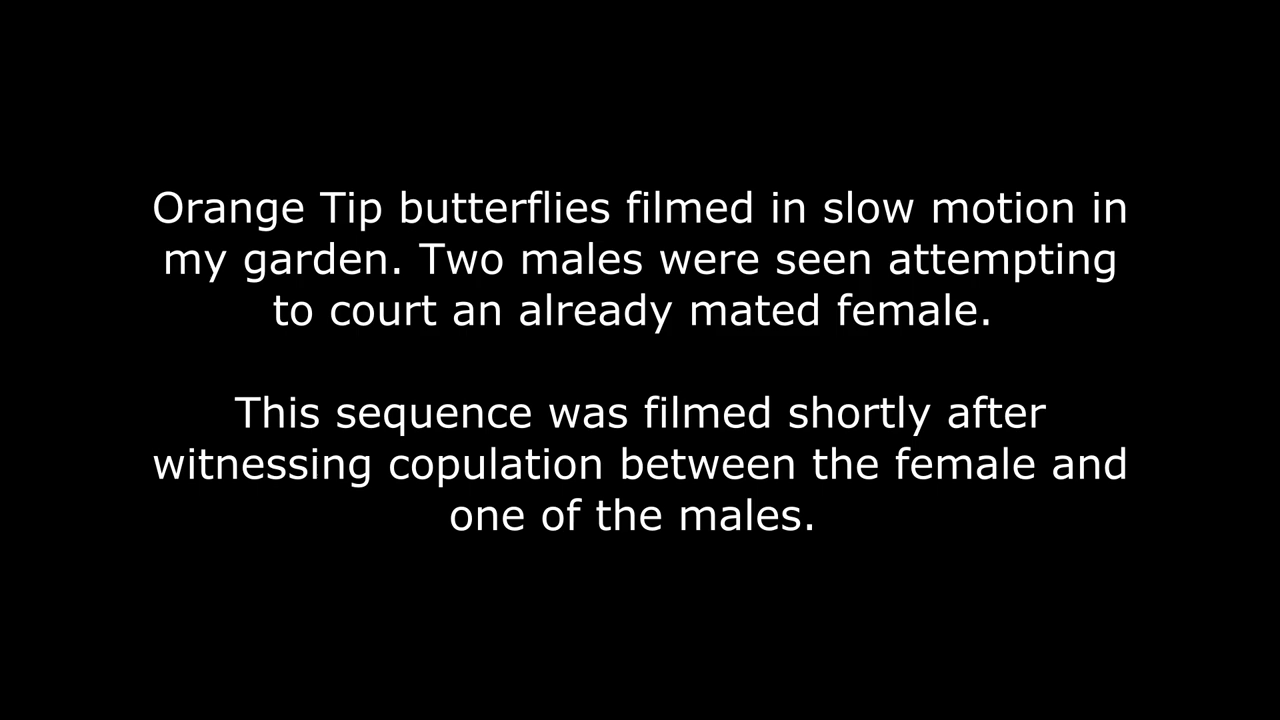 Orange Tip butterflies filmed in slow motion in
my garden. Two males were seen attempting
to court an already mated female.
This sequence was filmed shortly after
witnessing copulation between the female and
one of the males.